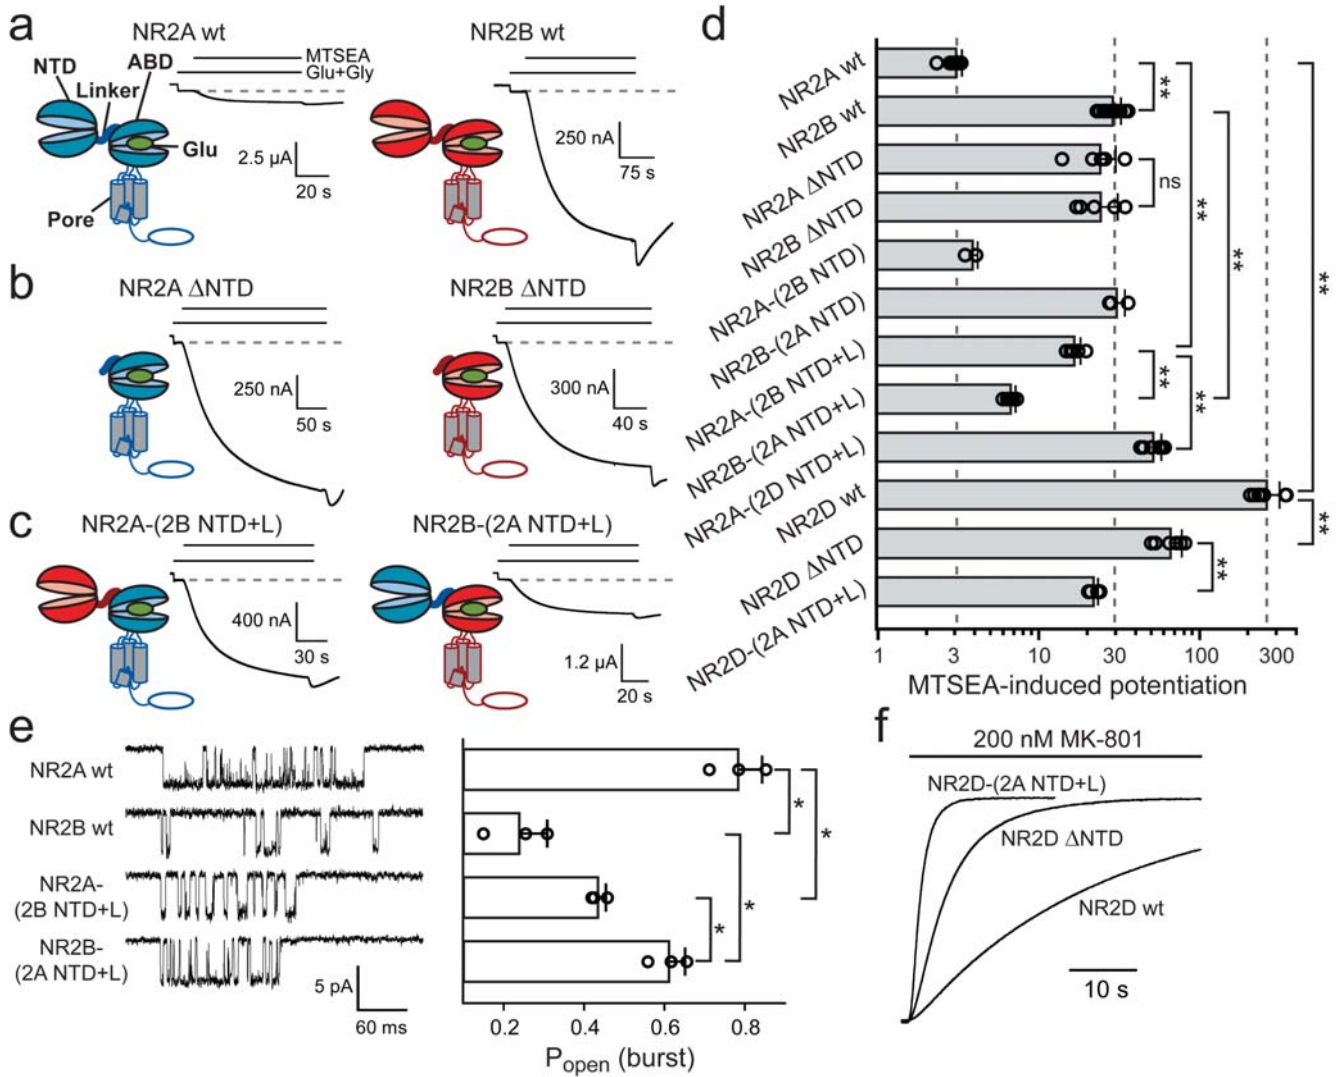 a
NR2A wt
NTD
ABD
Linker
MTSEA
Glu+Gly
Glu
Pore
2.5 µA
20 s
NR2B wt
250 nA
75 s
b
NR2A ΔNTD
250 nA
50 s
NR2B ΔNTD
300 nA
40 s
c
NR2A-(2B NTD+L)
400 nA
30 s
NR2B-(2A NTD+L)
1.2 µA
20 s
d
NR2A wt
NR2B wt
NR2A ΔNTD
NR2B ΔNTD
NR2A-(2B NTD)
NR2B-(2A NTD)
NR2A-(2B NTD+L)
NR2B-(2A NTD+L)
NR2A-(2D NTD+L)
NR2D wt
NR2D ΔNTD
NR2D-(2A NTD+L)
**
ns
**
**
**
**
**
**
**
1 3 10 30 100 300
MTSEA-induced potentiation
e
NR2A wt
NR2B wt
NR2A-
(2B NTD+L)
NR2B-
(2A NTD+L)
5 pA
60 ms
*
*
*
*
0.2 0.4 0.6 0.8
Popen (burst)
f
200 nM MK-801
NR2D-(2A NTD+L)
NR2D ΔNTD
NR2D wt
10 s